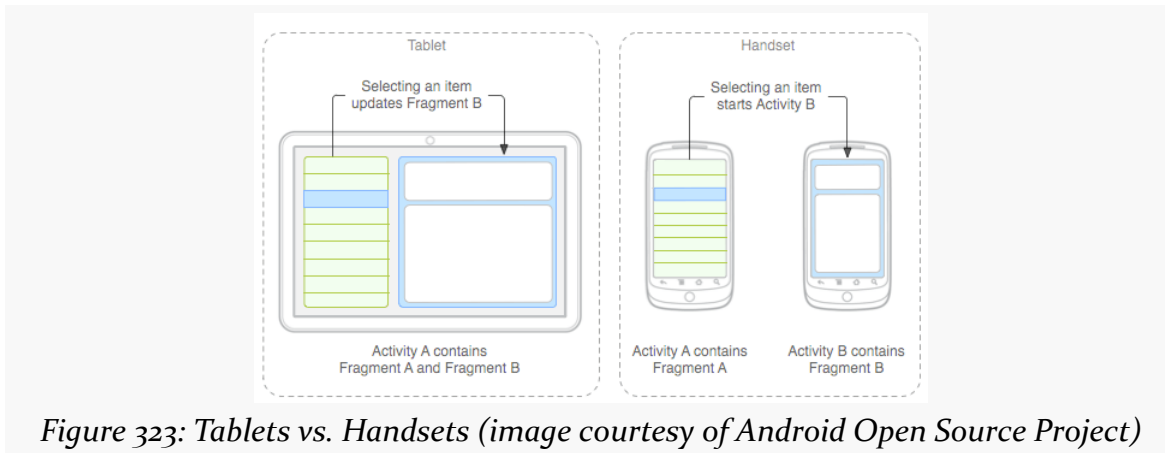 Tablet
Selecting an item
updates Fragment B
Activity A contains
Fragment A and Fragment B
Handset
Selecting an item
starts Activity B
Activity A contains
Fragment A
Activity B contains
Fragment B
Figure 323: Tablets vs. Handsets (image courtesy of Android Open Source Project)